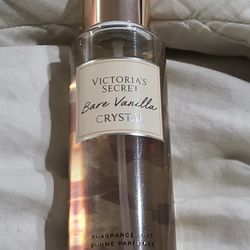 VICTORIA'S
SECRET
Bare Vanilla
CRYSTAL
FRAGRANCE MIST
BRUME PARFUMÉE